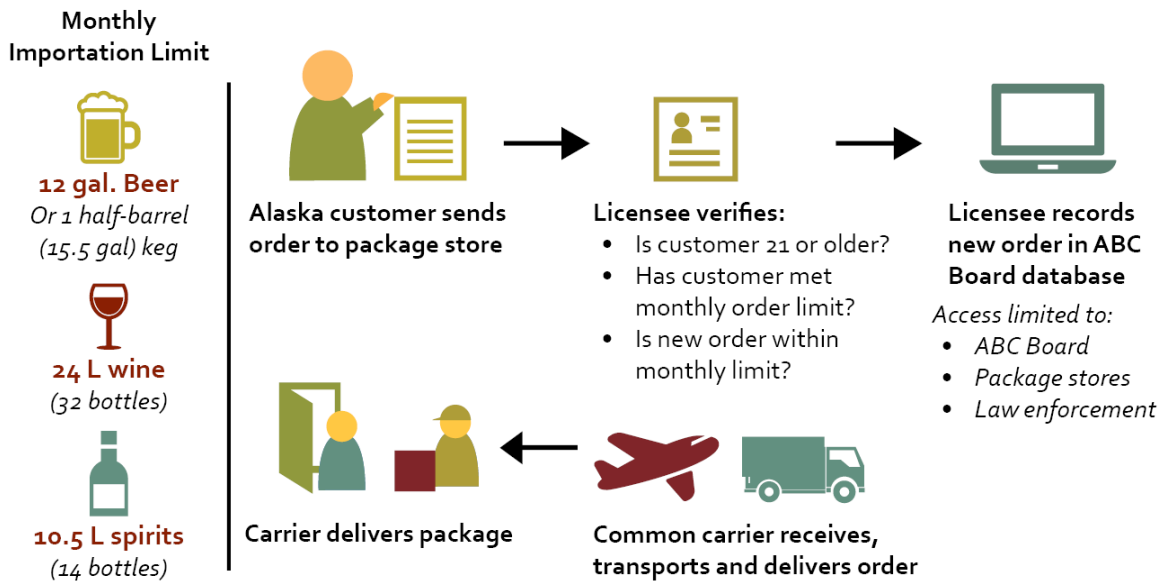 Monthly
Importation Limit
12 gal. Beer
Or 1 half-barrel
(15.5 gal) keg
24 L wine
(32 bottles)
10.5 L spirits
(14 bottles)
Alaska customer sends
order to package store
Licensee verifies:
• Is customer 21 or older?
• Has customer met
monthly order limit?
• Is new order within
monthly limit?
Licensee records
new order in ABC
Board database
Access limited to:
• ABC Board
• Package stores
• Law enforcement
Common carrier receives,
transports and delivers order
Carrier delivers package